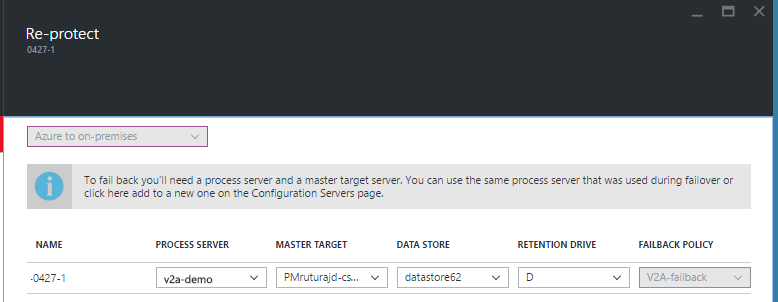 Re-protect
0427-1
Azure to on-premises
To fail back you'll need a process server and a master target server. You can use the same process server that was used during failover or
click here add to a new one on the Configuration Servers page.
NAME PROCESS SERVER MASTER TARGET DATA STORE RETENTION DRIVE FAILBACK POLICY
-0427-1 v2a-demo PMruturajd-cs... datastore62 D V2A-failback